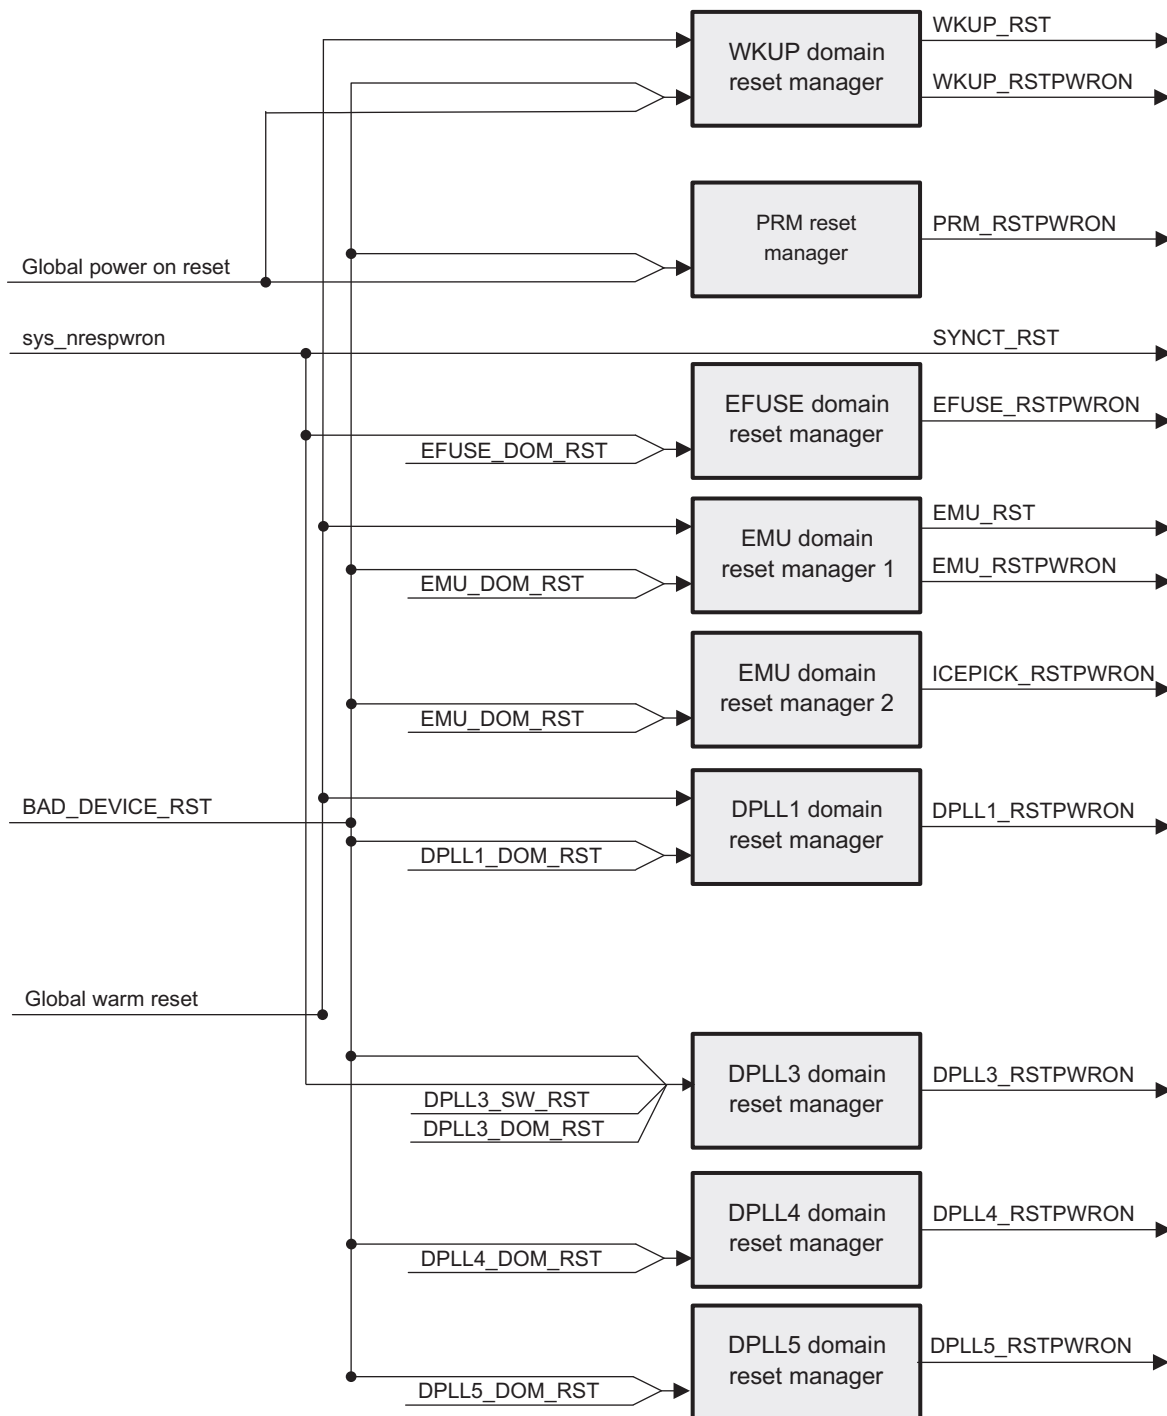 WKUP_RST
WKUP domain
reset manager
WKUP_RSTPWRON
PRM reset
manager
PRM_RSTPWRON
Global power on reset
sys_nrespwron
SYNCT_RST
EFUSE domain
reset manager
EFUSE_RSTPWRON
EFUSE_DOM_RST
EMU_RST
EMU domain
reset manager 1
EMU_RSTPWRON
EMU_DOM_RST
EMU domain
reset manager 2
ICEPICK_RSTPWRON
EMU_DOM_RST
BAD_DEVICE_RST
DPLL1 domain
reset manager
DPLL1_RSTPWRON
DPLL1_DOM_RST
Global warm reset
DPLL3 domain
reset manager
DPLL3_RSTPWRON
DPLL3_SW_RST
DPLL3_DOM_RST
DPLL4 domain
reset manager
DPLL4_RSTPWRON
DPLL4_DOM_RST
DPLL5 domain
reset manager
DPLL5_RSTPWRON
DPLL5_DOM_RST